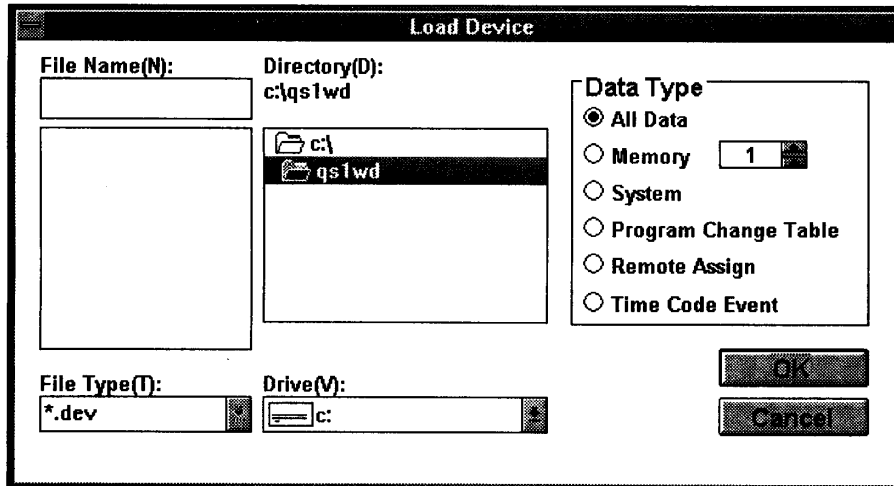 Load Device
File Name(N):
Directory(D):
c:\qs1wd
c:\
qs1wd
File Type(T):
*.dev
Drive(V):
c:
Data Type
All Data
Memory 1
System
Program Change Table
Remote Assign
Time Code Event
OK
Cancel